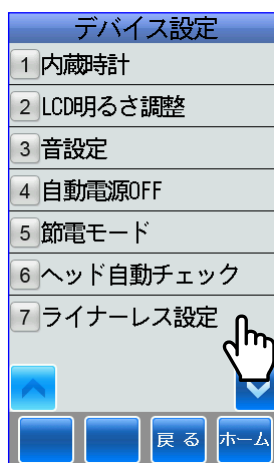 デバイス設定
1 内蔵時計
2 LCD明るさ調整
3 音設定
4 自動電源OFF
5 節電モード
6 ヘッド自動チェック
7 ライナーレス設定
戻る ホーム